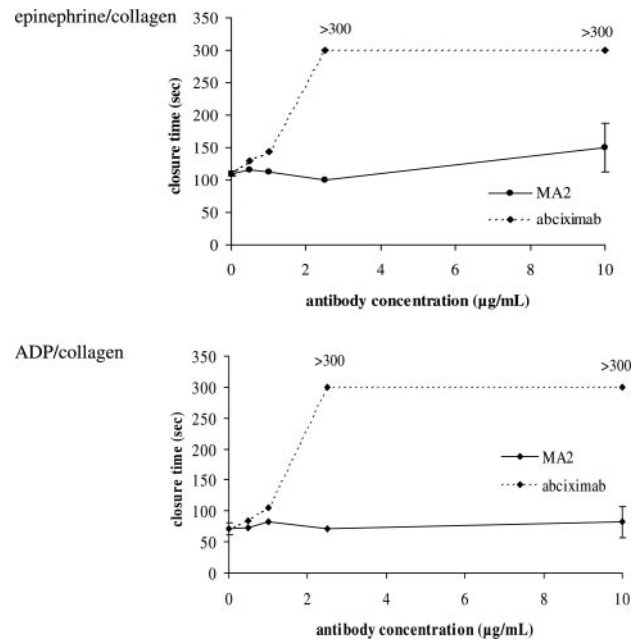 epinephrine/collagen
closure time (sec)
350
300
250
200
150
100
50
0
>300
>300
MA2
abciximab
0 2 4 6 8 10
antibody concentration (µg/mL)
ADP/collagen
closure time (sec)
350
300
250
200
150
100
50
0
>300
>300
MA2
abciximab
0 2 4 6 8 10
antibody concentration (µg/mL)